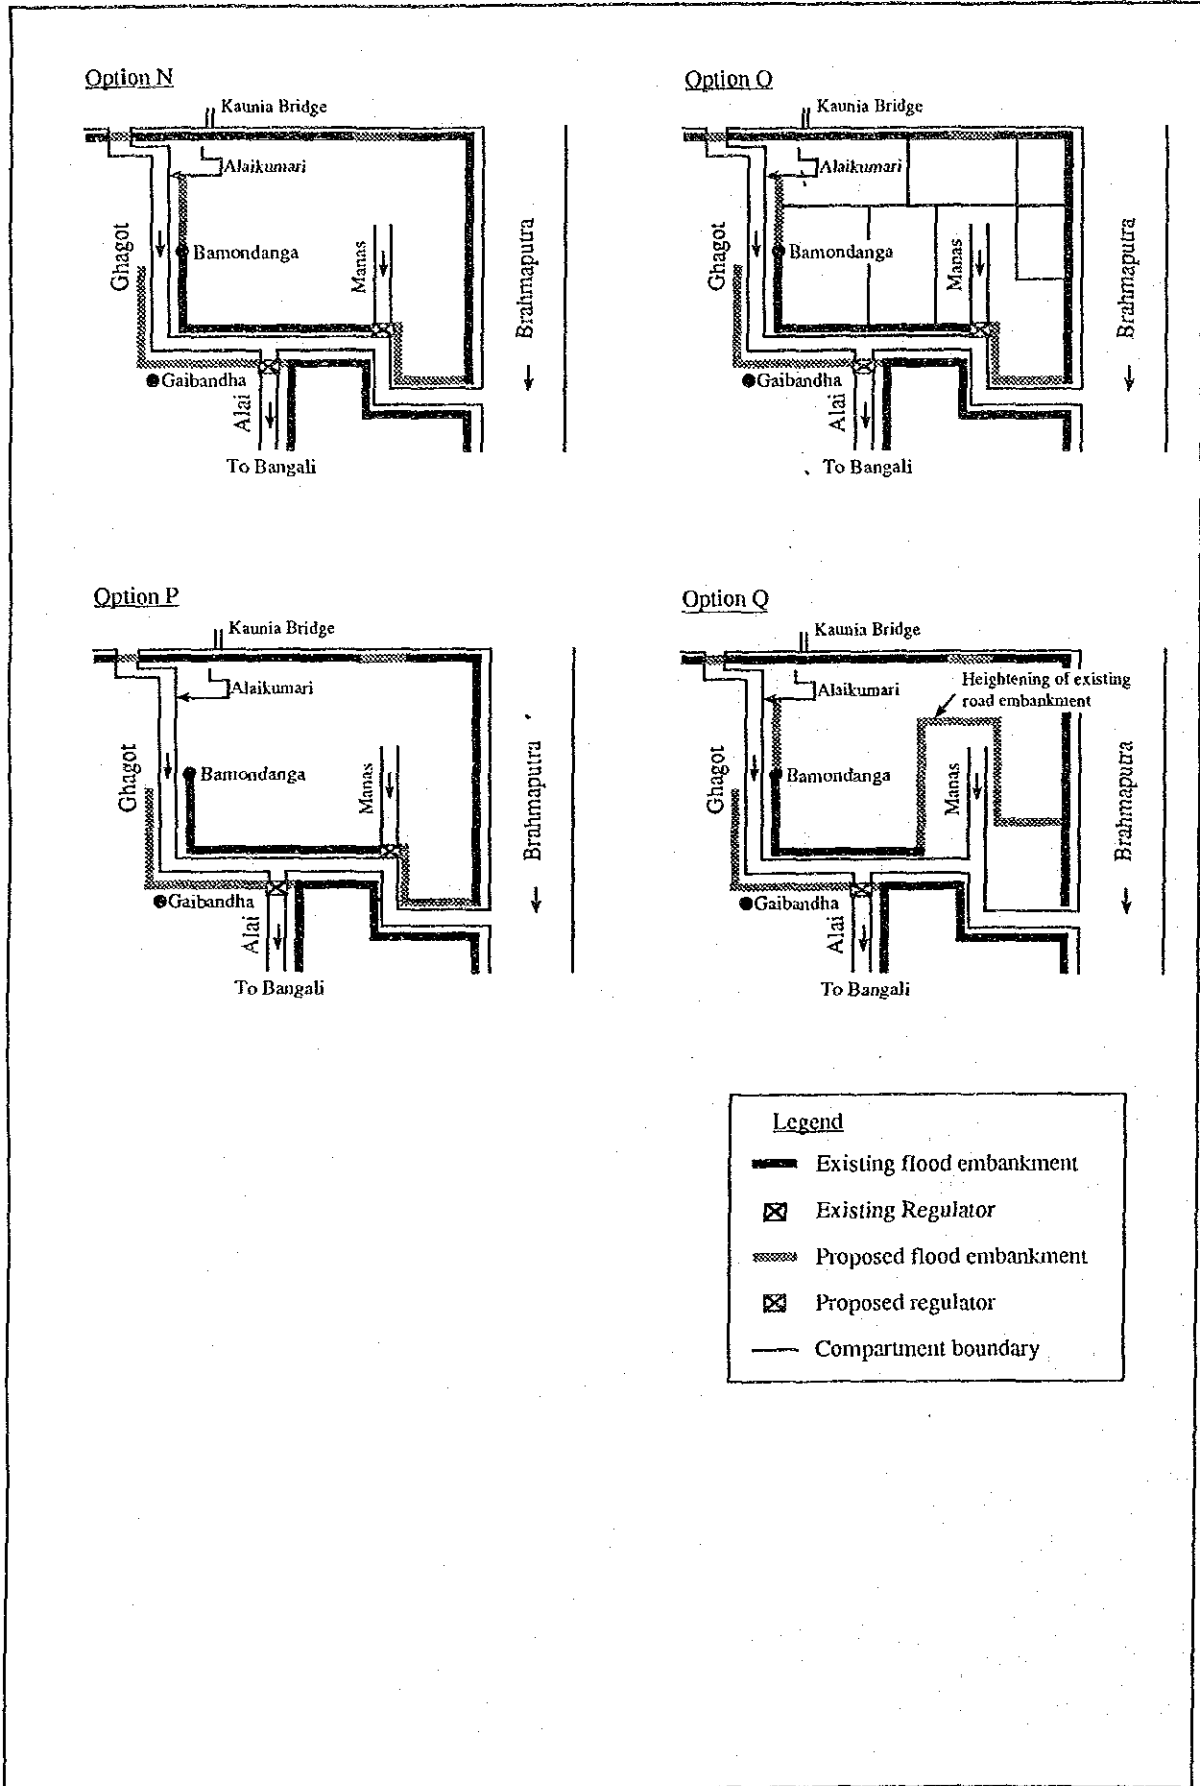 Option N
Kaunia Bridge
Alaikumari
Ghagot
Bamondanga
Manas
Brahmaputra
Gaibandha
Alai
To Bangali
Option O
Kaunia Bridge
Alaikumari
Ghagot
Bamondanga
Manas
Brahmaputra
Gaibandha
Alai
To Bangali
Option P
Kaunia Bridge
Alaikumari
Ghagot
Bamondanga
Manas
Brahmaputra
Gaibandha
Alai
To Bangali
Option Q
Kaunia Bridge
Alaikumari
Heightening of existing
road embankment
Ghagot
Bamondanga
Manas
Brahmaputra
Gaibandha
Alai
To Bangali
Legend
Existing flood embankment
Existing Regulator
Proposed flood embankment
Proposed regulator
Compartment boundary